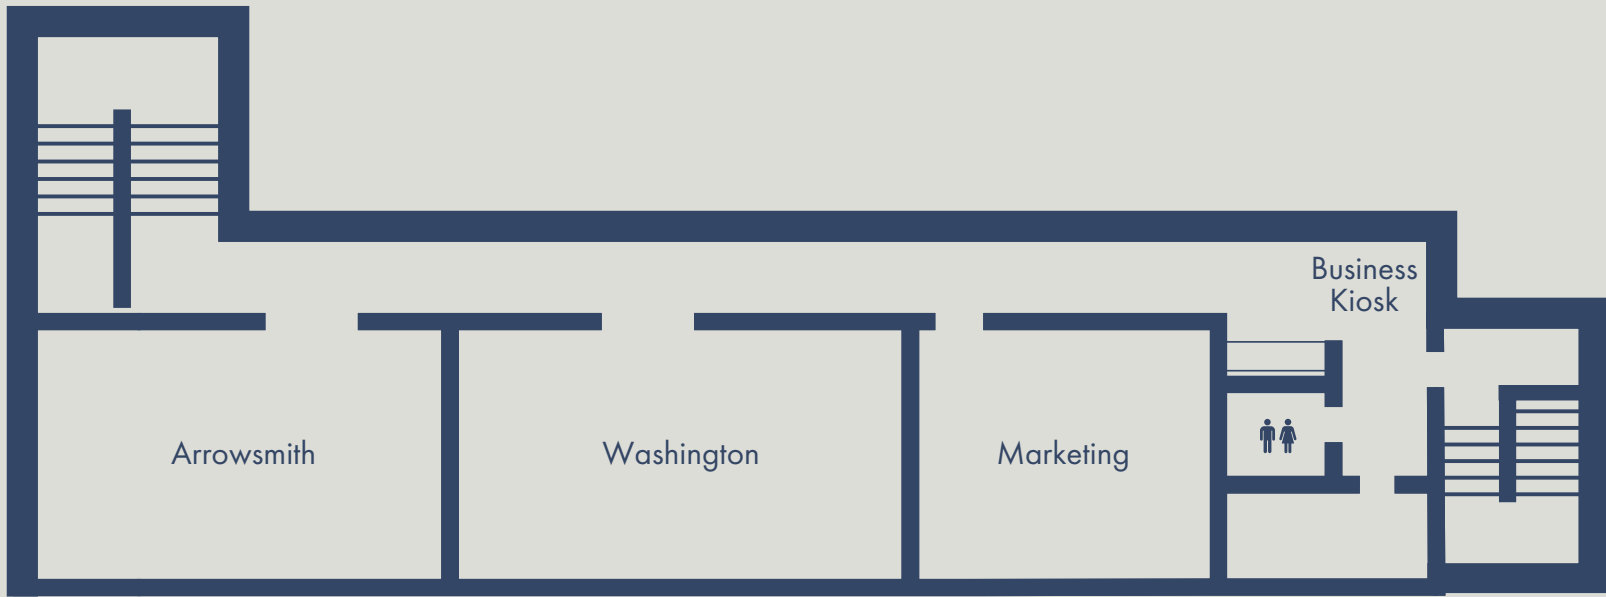 Business
Kiosk
Arrowsmith
Washington
Marketing